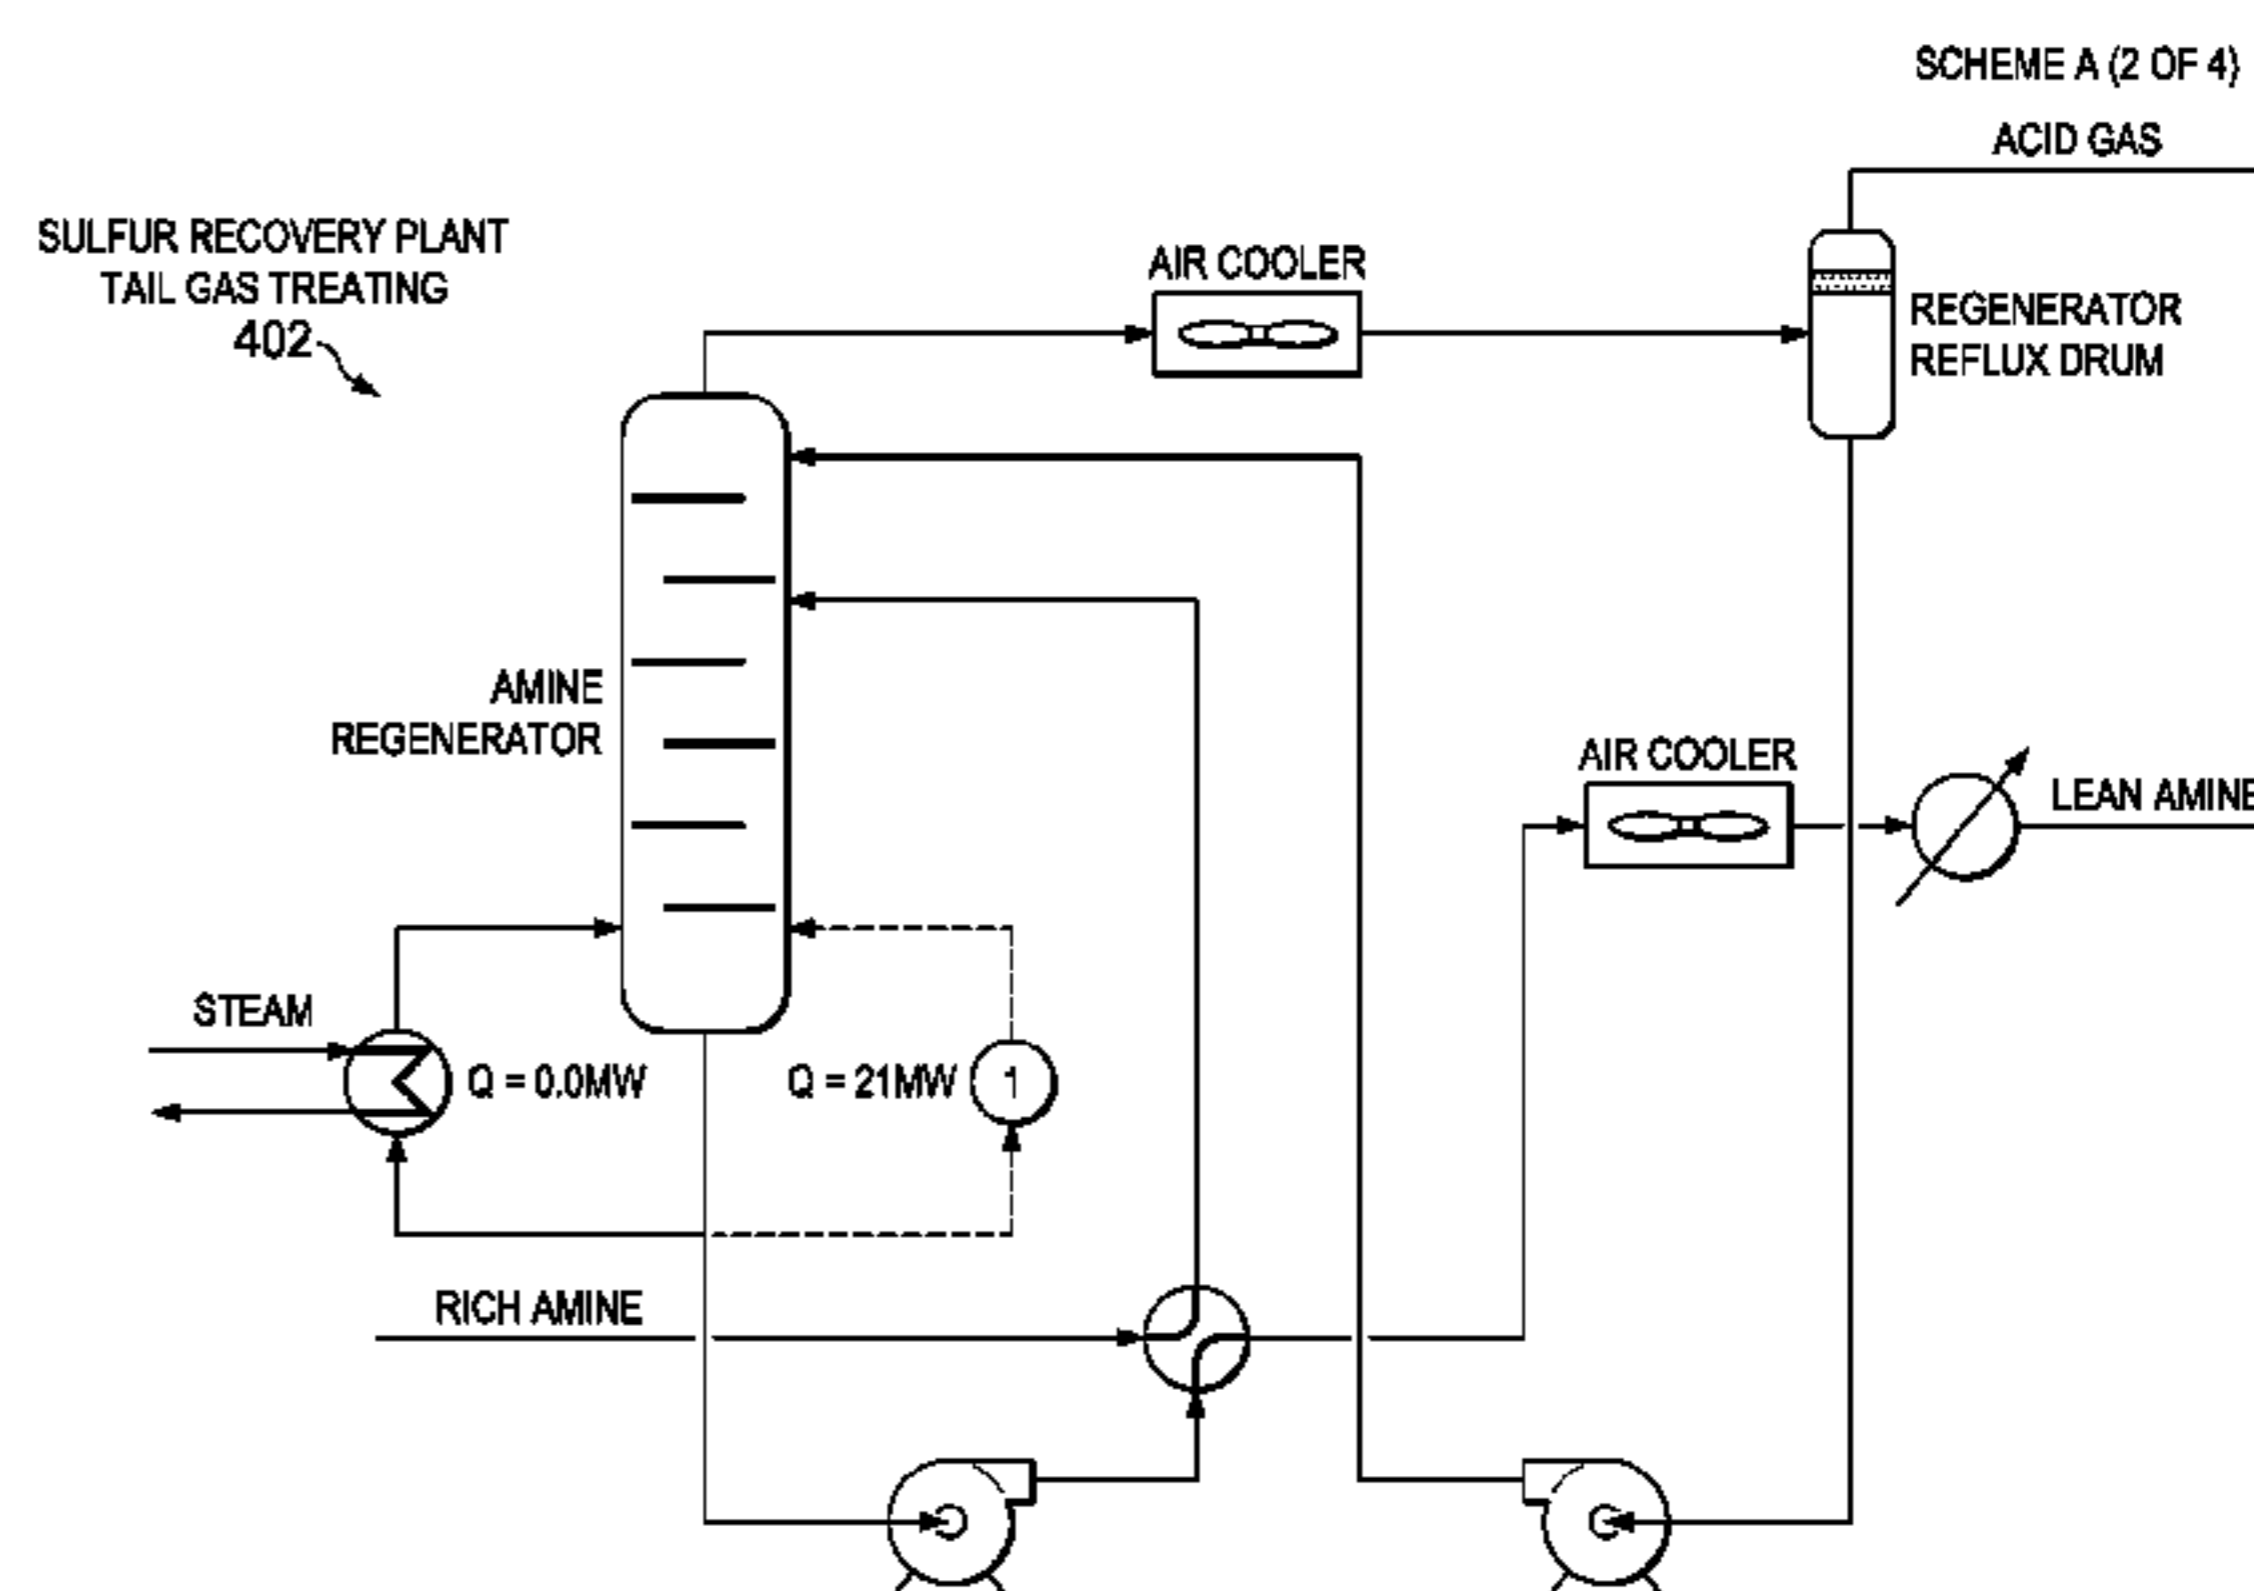 SCHEME A (2 OF 4)
ACID GAS
SULFUR RECOVERY PLANT
TAIL GAS TREATING
402
AIR COOLER
REGENERATOR
REFLUX DRUM
AMINE
REGENERATOR
AIR COOLER
LEAN AMINE
STEAM
Q = 0.0MW
Q = 21MW
1
RICH AMINE